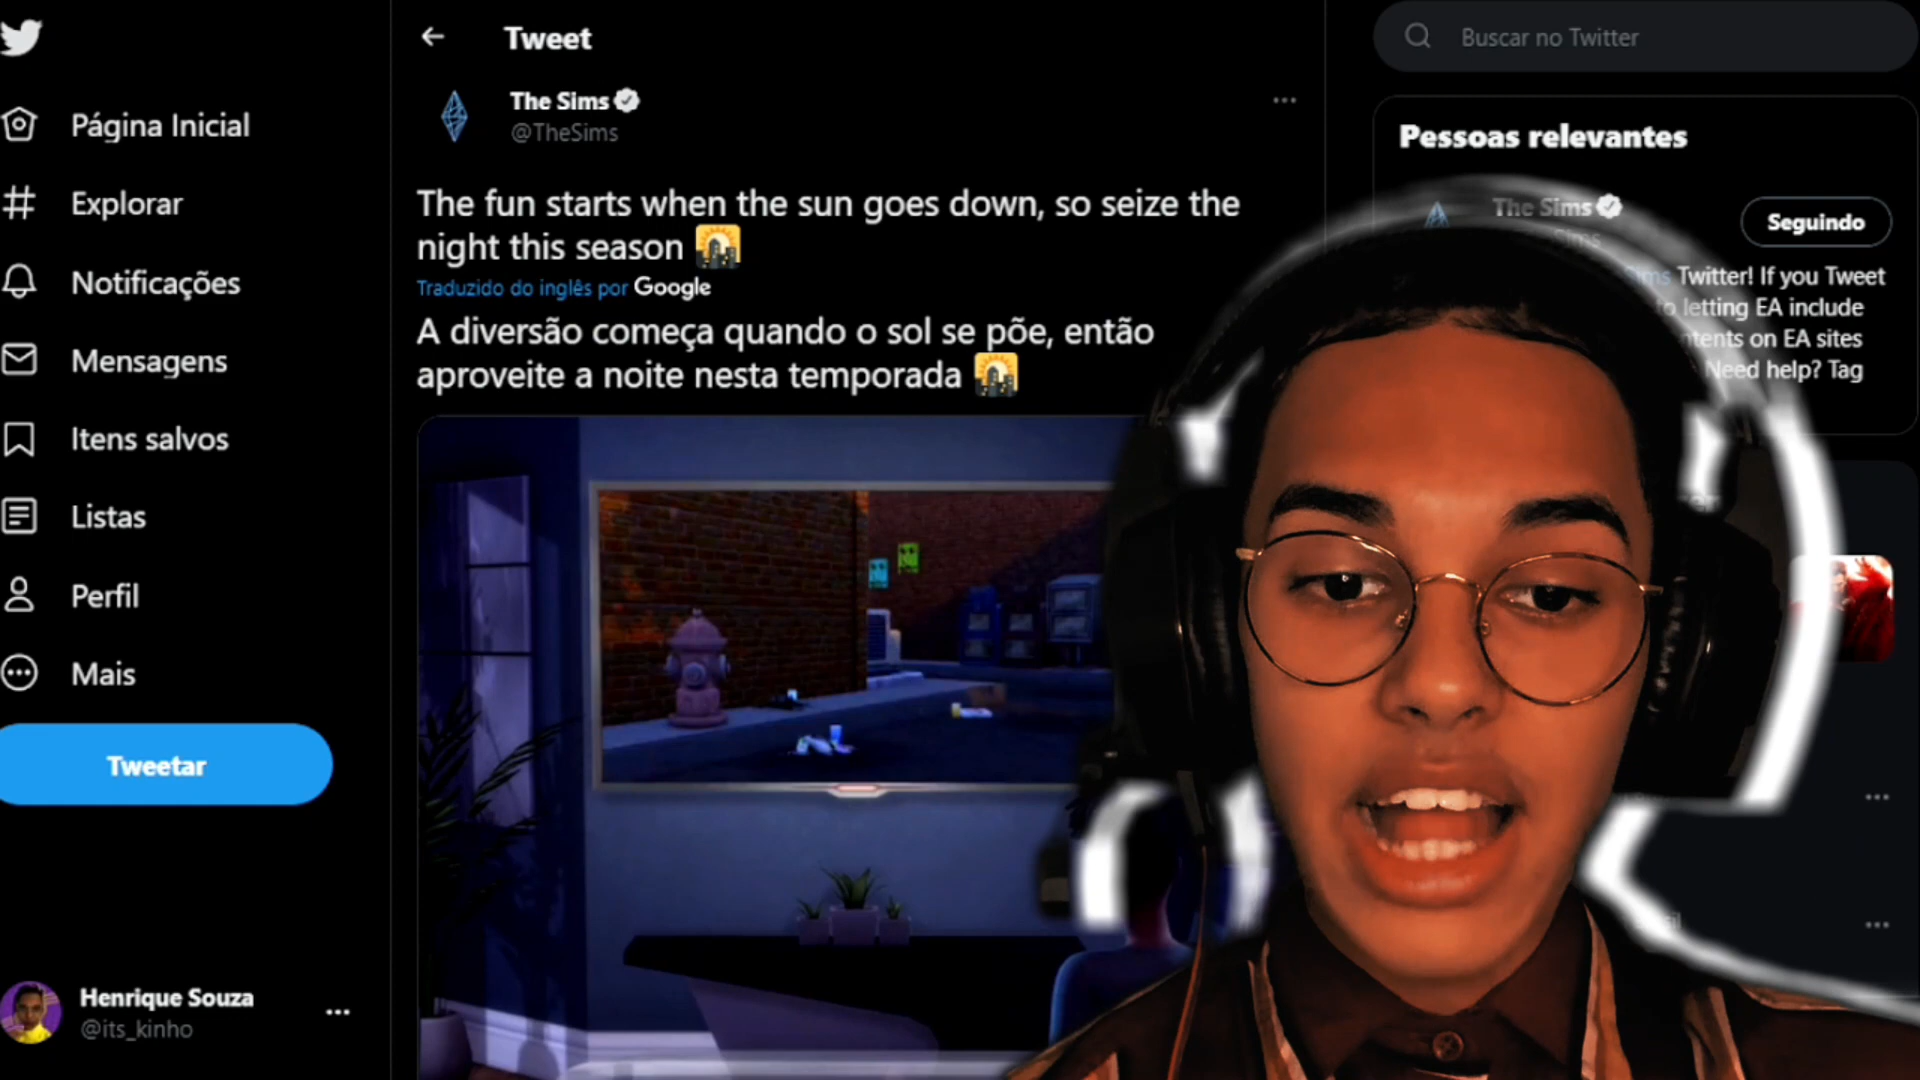 Página Inicial
Explorar
Notificações
Mensagens
Itens salvos
Listas
Perfil
Mais
Tweetar
Henrique Souza
@its_kinho
Tweet
The Sims
@TheSims
The fun starts when the sun goes down, so seize the
night this season
Traduzido do inglês por Google
A diversão começa quando o sol se põe, então
aproveite a noite nesta temporada
Buscar no Twitter
Pessoas relevantes
The Sims
Seguindo
Twitter! If you Tweet
to letting EA include
on EA sites
Need help? Tag